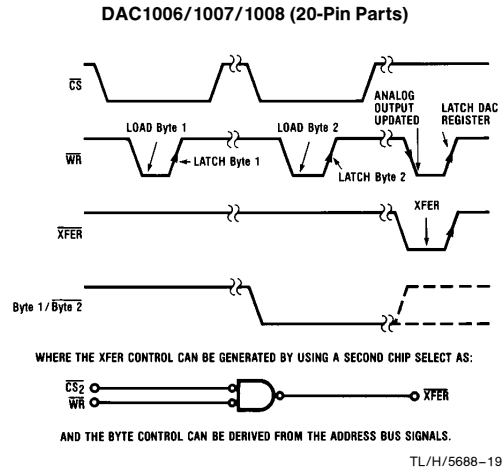 DAC1006/1007/1008 (20-Pin Parts)
CS
ANALOG
OUTPUT
UPDATED
LATCH DAC
REGISTER
LOAD Byte 1
LOAD Byte 2
WR
LATCH Byte 1
LATCH Byte 2
XFER
XFER
Byte 1/Byte 2
WHERE THE XFER CONTROL CAN BE GENERATED BY USING A SECOND CHIP SELECT AS:
CS2
WR
XFER
AND THE BYTE CONTROL CAN BE DERIVED FROM THE ADDRESS BUS SIGNALS.
TL/H/5688–19